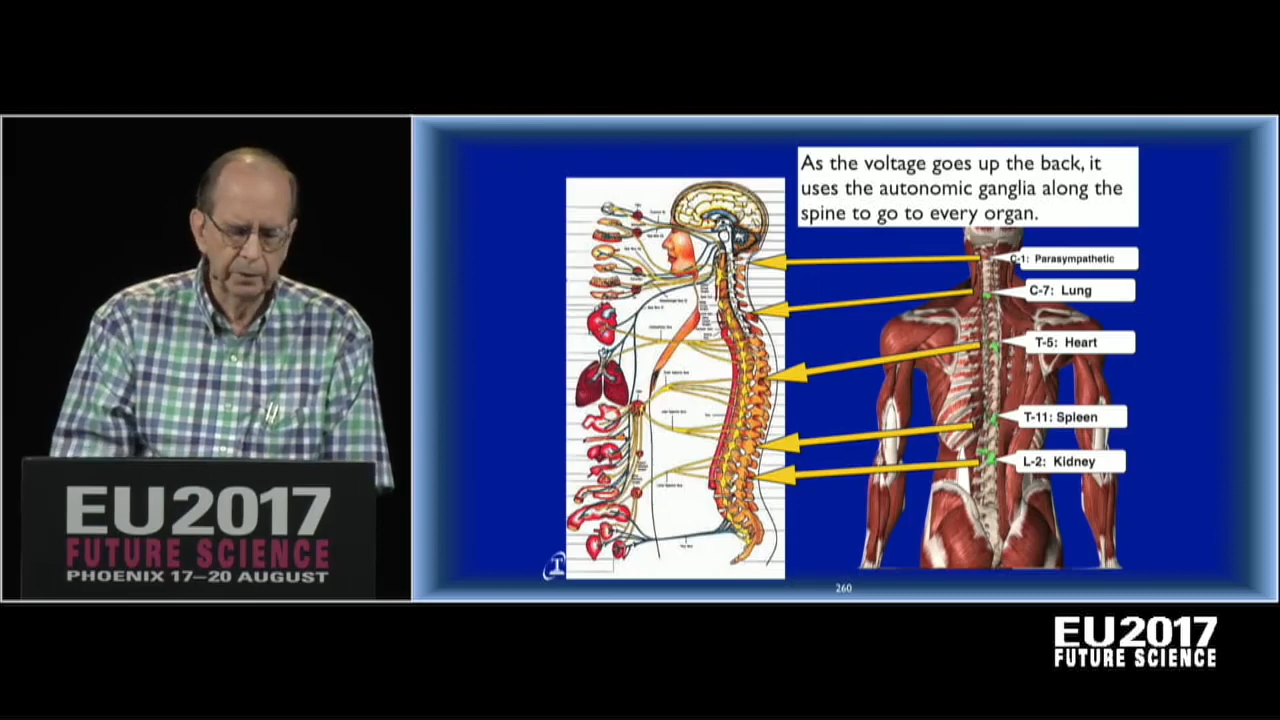 As the voltage goes up the back, it
uses the autonomic ganglia along the
spine to go to every organ.
C-1: Parasympathetic
C-7: Lung
T-5: Heart
T-11: Spleen
L-2: Kidney
260
EU2017
FUTURE SCIENCE
PHOENIX 17–20 AUGUST
EU2017
FUTURE SCIENCE